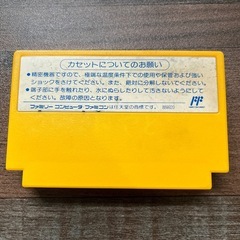 カセットについてのお願い
●精密機器ですので、極端な温度条件下での使用や保管および強い
ショックをさけてください。また、絶対に分解しないでください。
●端子部に手を触れたり、水にぬらしたりして汚さないようにして
ください。故障の原因となります。
ファミリーコンピュータ ファミコンは任天堂の商標です。